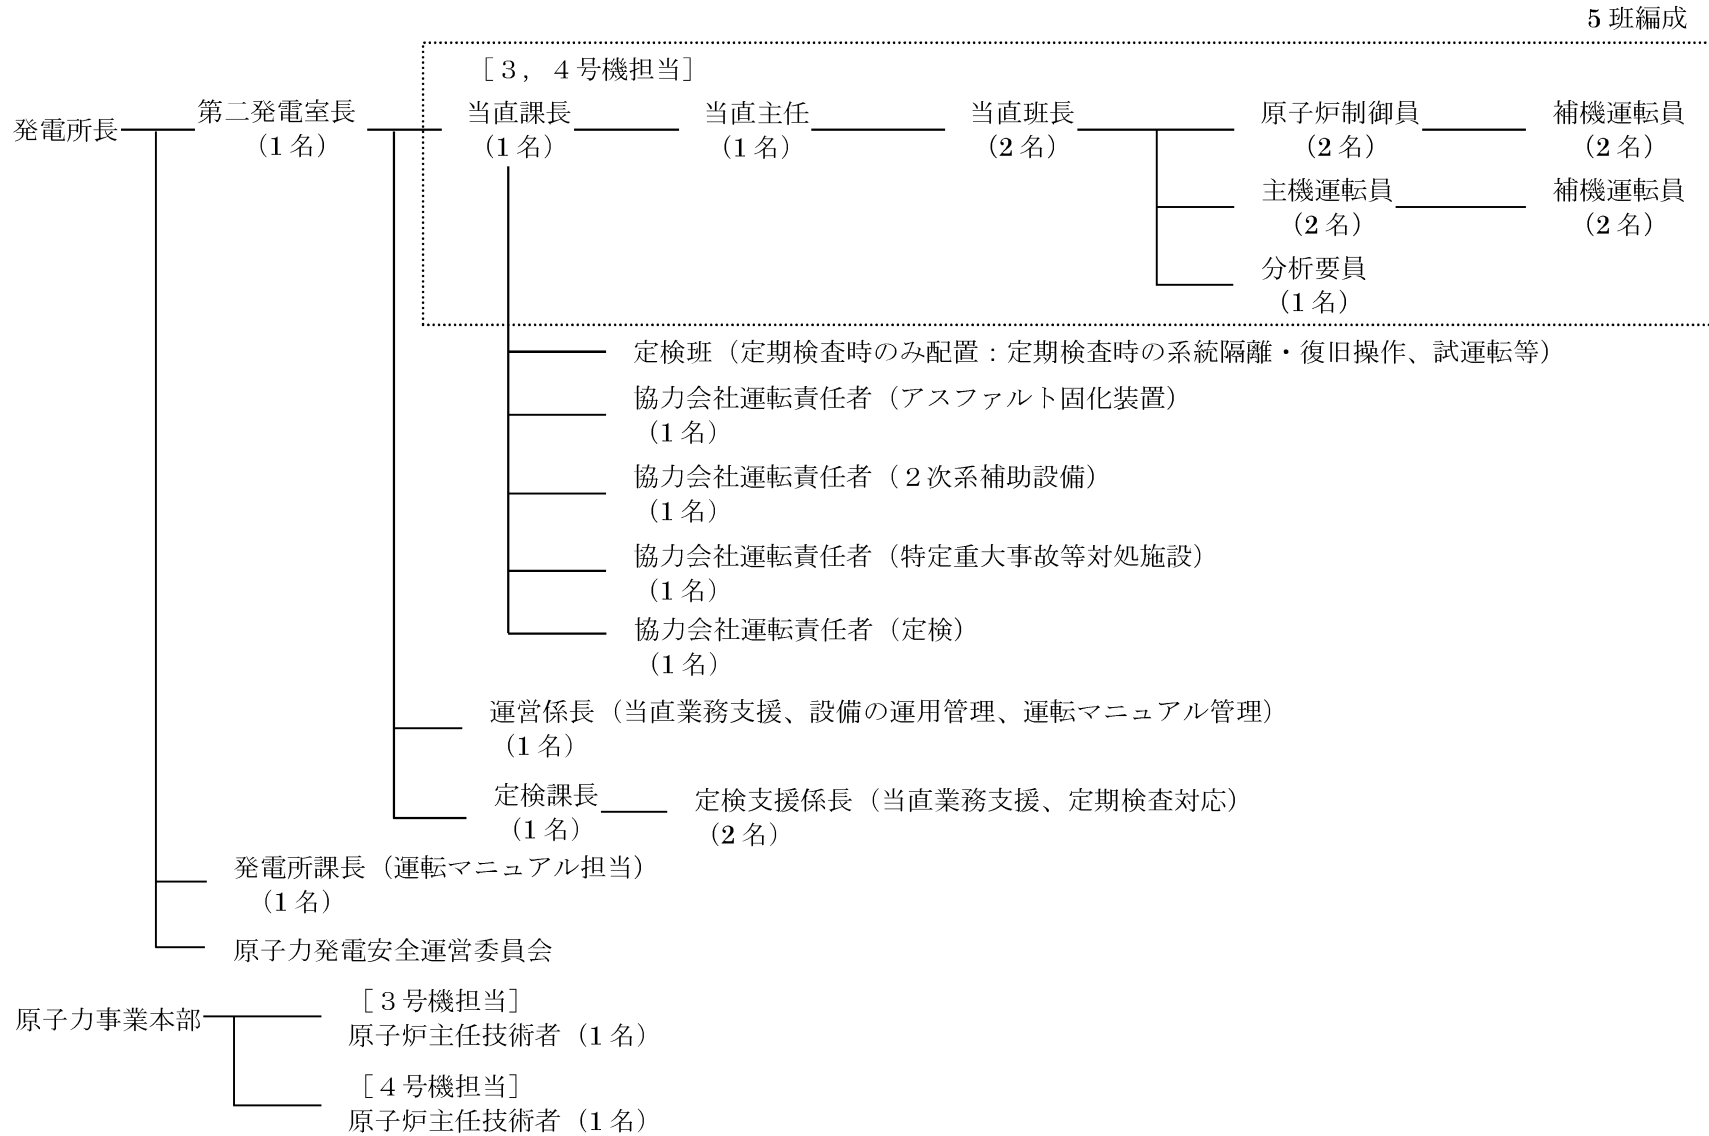 5 班編成
［３，４号機担当］
発電所長
第二発電室長
（1 名）
当直課長
（1 名）
当直主任
（1 名）
当直班長
（2 名）
原子炉制御員
（2 名）
補機運転員
（2 名）
主機運転員
（2 名）
補機運転員
（2 名）
分析要員
（1 名）
定検班（定期検査時のみ配置：定期検査時の系統隔離・復旧操作、試運転等）
協力会社運転責任者（アスファルト固化装置）
（1 名）
協力会社運転責任者（２次系補助設備）
（1 名）
協力会社運転責任者（特定重大事故等対処施設）
（1 名）
協力会社運転責任者（定検）
（1 名）
運営係長（当直業務支援、設備の運用管理、運転マニュアル管理）
（1 名）
定検課長
（1 名）
定検支援係長（当直業務支援、定期検査対応）
（2 名）
発電所課長（運転マニュアル担当）
（1 名）
原子力発電安全運営委員会
原子力事業本部
［３号機担当］
原子炉主任技術者（1 名）
［４号機担当］
原子炉主任技術者（1 名）